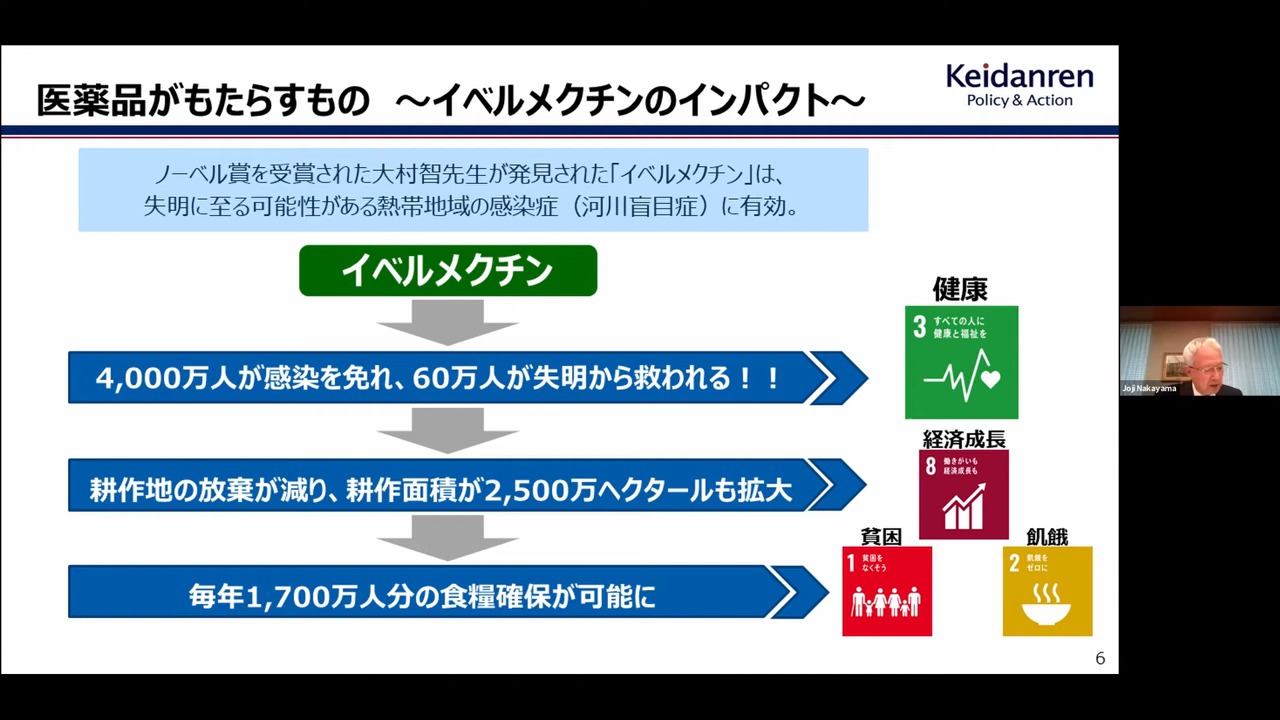 医薬品がもたらすもの ～イベルメクチンのインパクト～
Keidanren
Policy & Action
ノーベル賞を受賞された大村智先生が発見された「イベルメクチン」は、
失明に至る可能性がある熱帯地域の感染症（河川盲目症）に有効。
イベルメクチン
4,000万人が感染を免れ、60万人が失明から救われる！！
健康
3 すべての人に
健康と福祉を
耕作地の放棄が減り、耕作面積が2,500万ヘクタールも拡大
経済成長
8 働きがいも
経済成長も
毎年1,700万人分の食糧確保が可能に
貧困
1 貧困を
なくそう
飢餓
2 飢餓を
ゼロに
6
Joji Nakayama